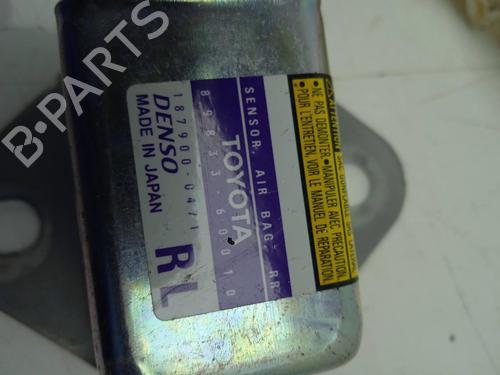 SENSOR, AIR BAG, RR
89833-60010
TOYOTA
187900-0471
DENSO
MADE IN JAPAN
RL
•NE PAS DEMONTER •MANIPULER AVEC PRECAUTION.
•POUR L'ENTRETIEN, VOIR LE MANUEL DE REPARATION.
B-PARTS